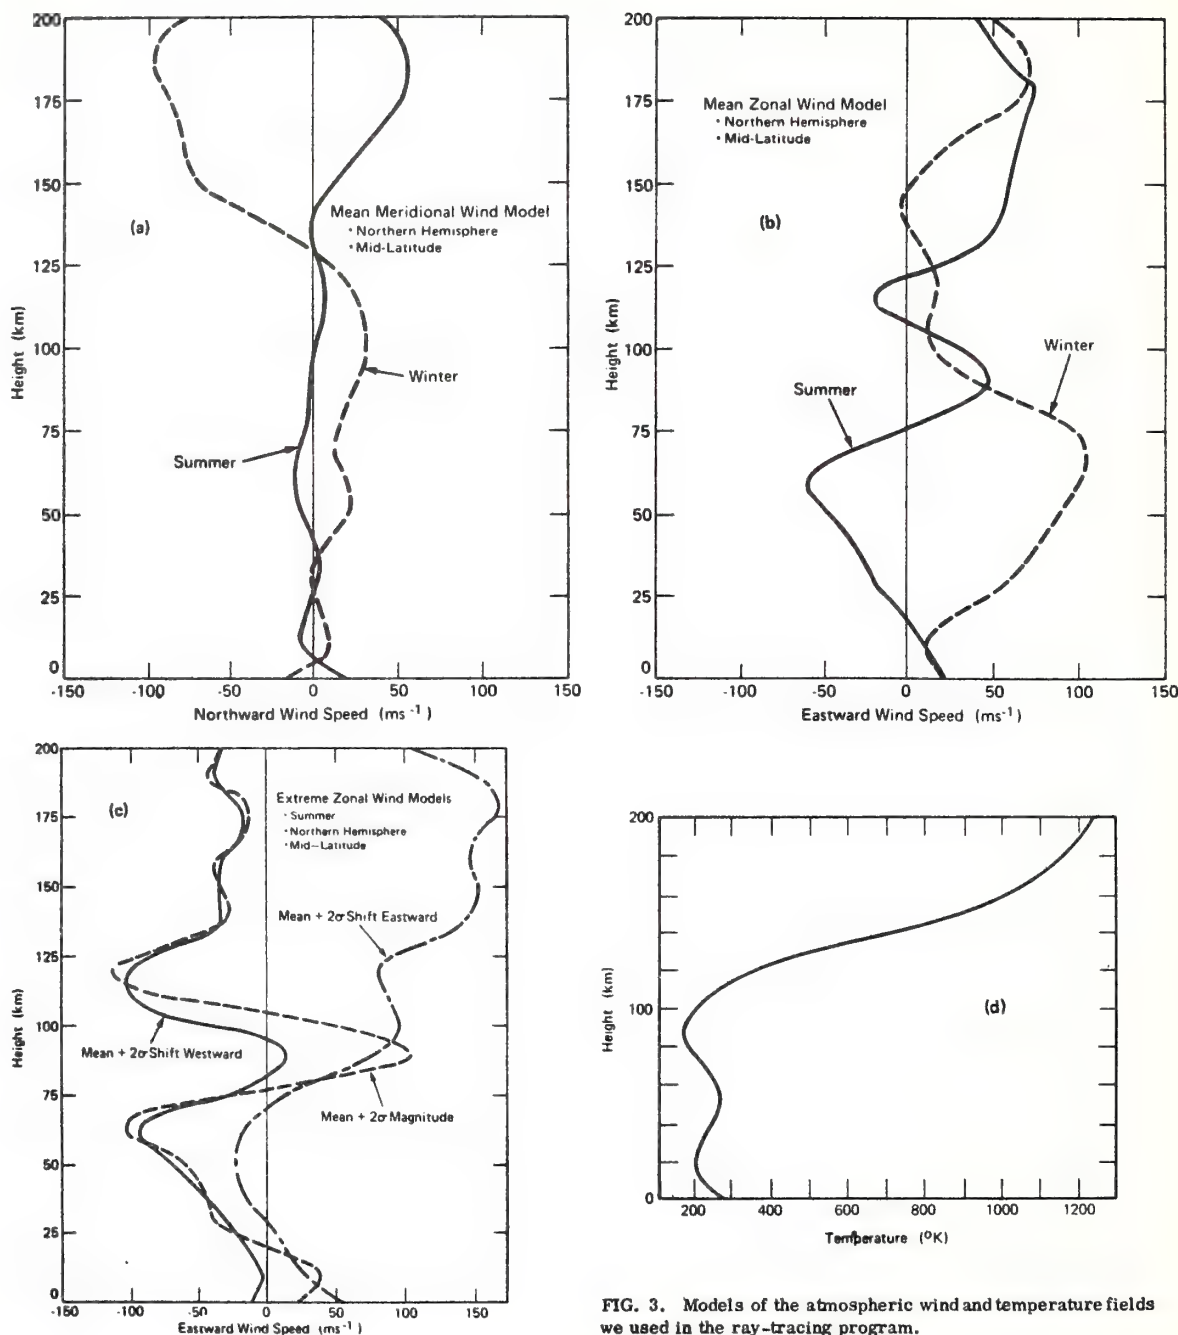 200
175
150
125
100
75
50
25
0
Height (km)
-150 -100 -50 0 50 100 150
Northward Wind Speed (ms-1)
(a)
Mean Meridional Wind Model
• Northern Hemisphere
• Mid-Latitude
Winter
Summer
200
175
150
125
100
75
50
25
0
Height (km)
-150 -100 -50 0 50 100 150
Eastward Wind Speed (ms-1)
Mean Zonal Wind Model
• Northern Hemisphere
• Mid-Latitude
(b)
Winter
Summer
200
175
150
125
100
75
50
25
0
Height (km)
-150 -100 -50 0 50 100 150
Eastward Wind Speed (ms-1)
(c)
Extreme Zonal Wind Models
• Summer
• Northern Hemisphere
• Mid-Latitude
Mean + 2σ Shift Eastward
Mean + 2σ Shift Westward
Mean + 2σ Magnitude
200
100
0
Height (km)
200 400 600 800 1000 1200
Temperature (°K)
(d)
FIG. 3. Models of the atmospheric wind and temperature fields
we used in the ray-tracing program.